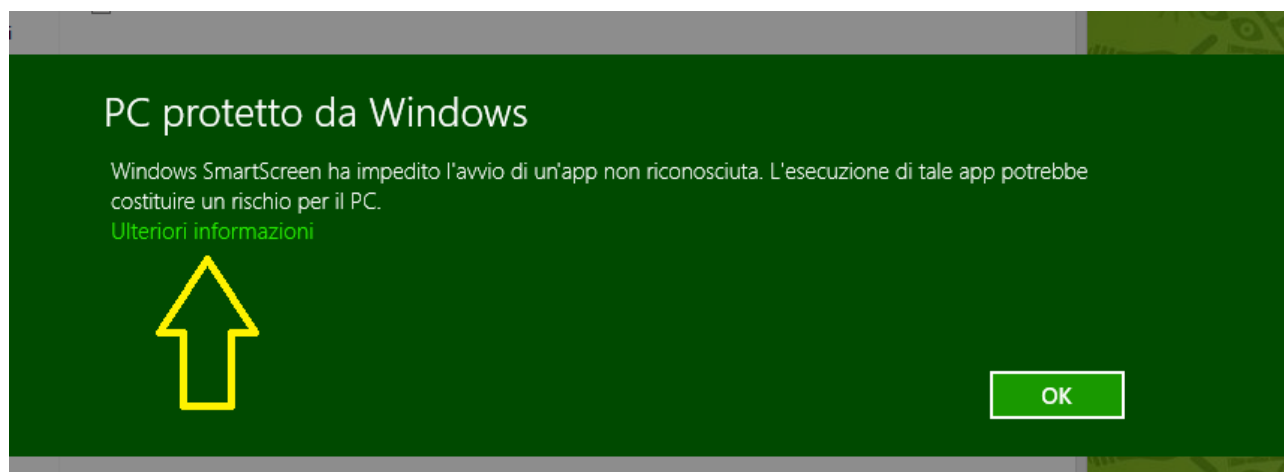 PC protetto da Windows
Windows SmartScreen ha impedito l'avvio di un'app non riconosciuta. L'esecuzione di tale app potrebbe
costituire un rischio per il PC.
Ulteriori informazioni
OK